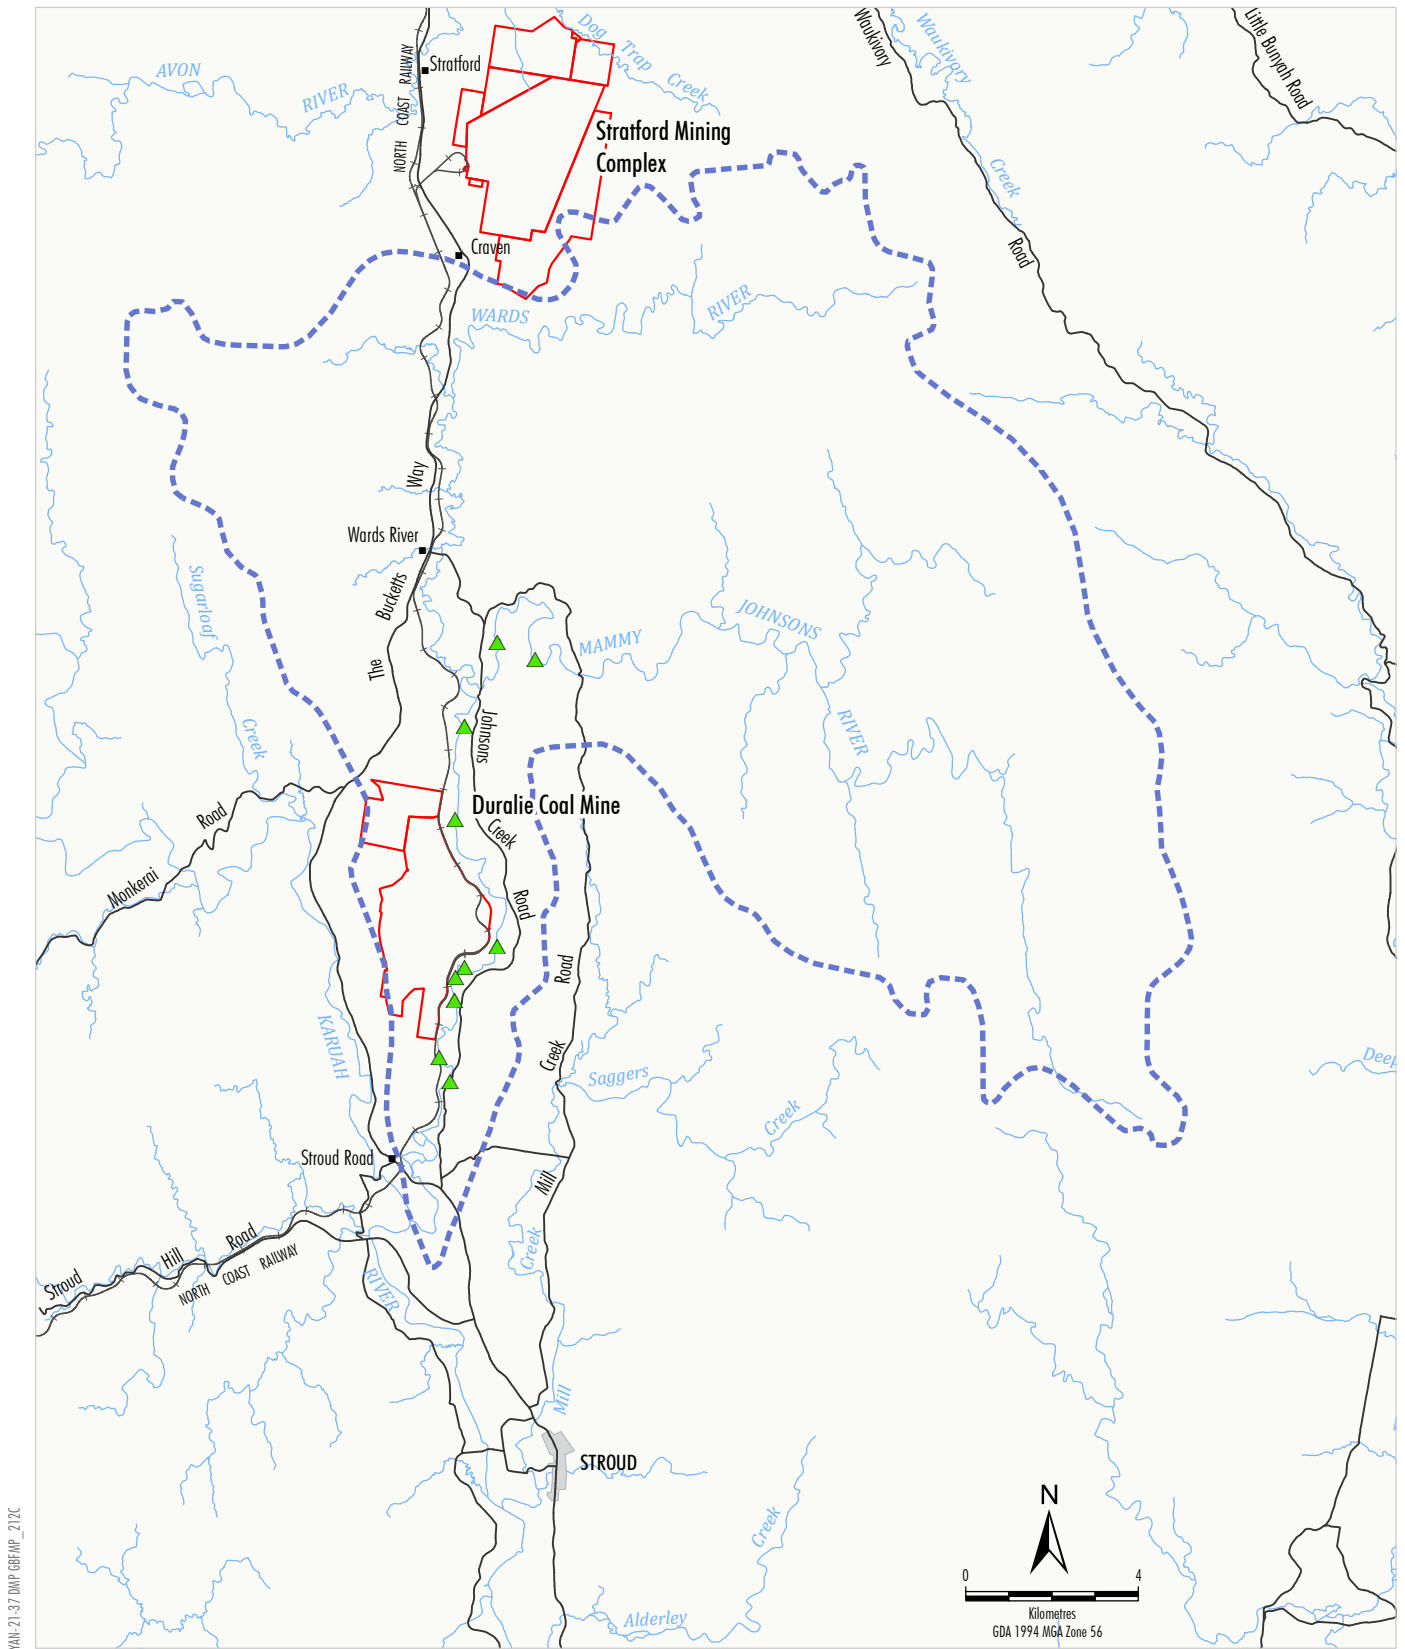 Dog
Trap
Creek
Waukivory
Waukivory
Creek
Road
Little Bunyah Road
AVON
RIVER
NORTH COAST RAILWAY
Stratford
Stratford Mining
Complex
Craven
WARDS
RIVER
Way
Wards River
Bucketts
The
Sugarloaf
Creek
MAMMY
JOHNSONS
RIVER
Johnsons
Creek
Road
Duralie Coal Mine
Road
Monkerai
KARUAH
RIVER
Road
Creek
Mill
Saggers
Creek
Deep
Stroud Road
Stroud
Hill
Road
NORTH COAST RAILWAY
Creek
Mill
STROUD
Creek
Alderley
N
0 4
Kilometres
GDA 1994 MGA Zone 56
YAN-21-37 DMP GBFMP_212C